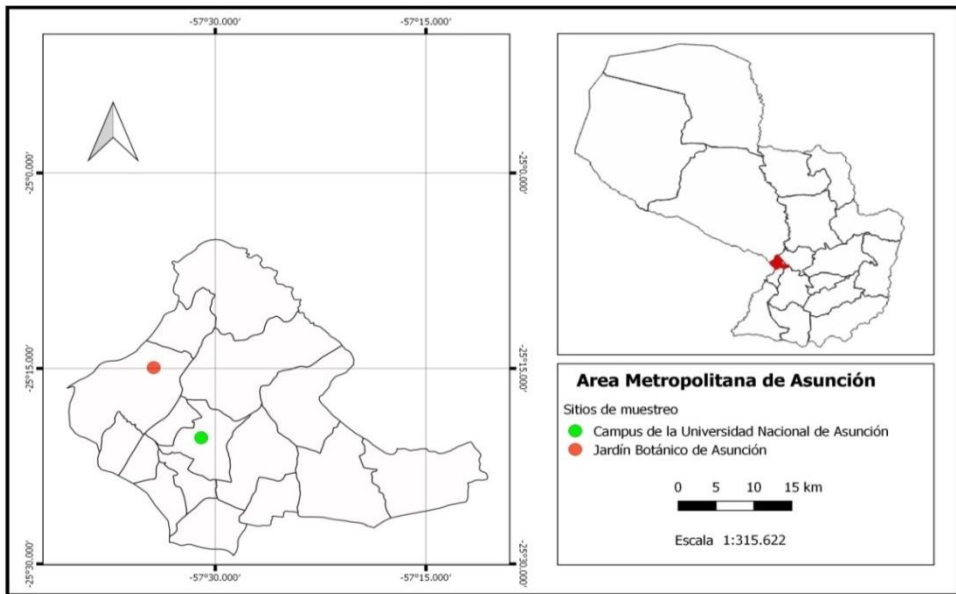 -57°30.000' -57°15.000'
-25°0.000' -25°0.000'
-25°15.000' -25°15.000'
-25°30.000' -25°30.000'
-57°30.000' -57°15.000'
Area Metropolitana de Asunción
Sitios de muestreo
Campus de la Universidad Nacional de Asunción
Jardín Botánico de Asunción
0 5 10 15 km
Escala 1:315.622